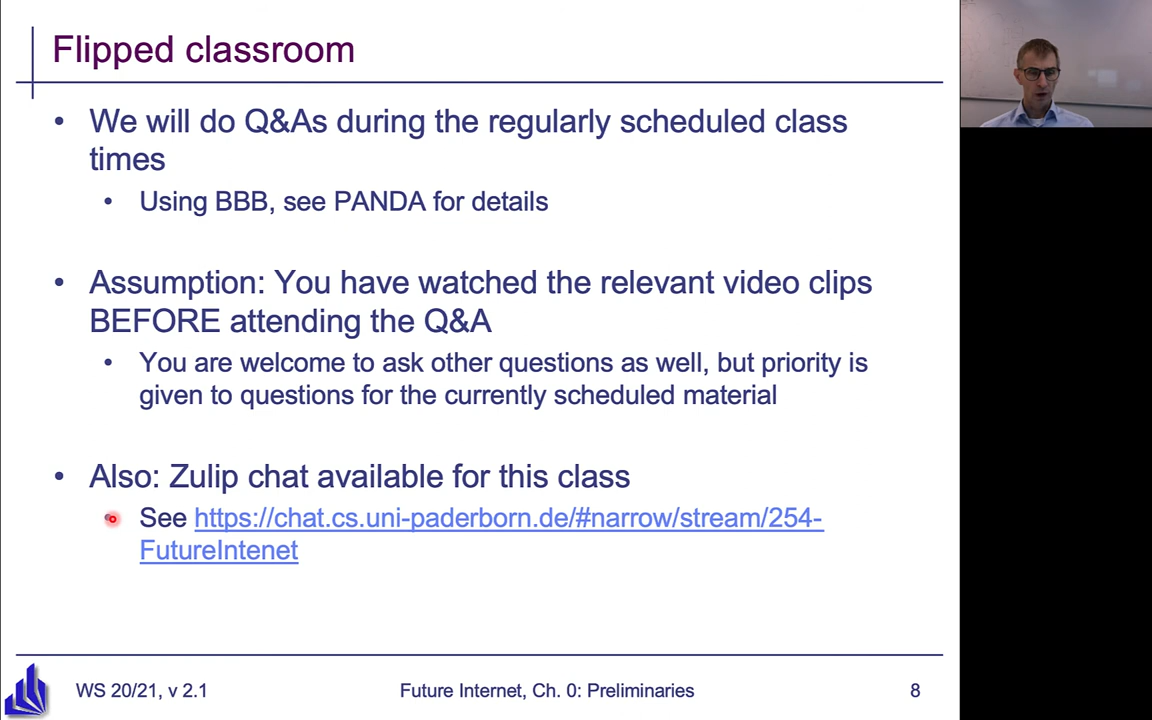 Flipped classroom
• We will do Q&As during the regularly scheduled class
times
• Using BBB, see PANDA for details
• Assumption: You have watched the relevant video clips
BEFORE attending the Q&A
• You are welcome to ask other questions as well, but priority is
given to questions for the currently scheduled material
• Also: Zulip chat available for this class
• See https://chat.cs.uni-paderborn.de/#narrow/stream/254-
FutureIntenet
WS 20/21, v 2.1
Future Internet, Ch. 0: Preliminaries
8